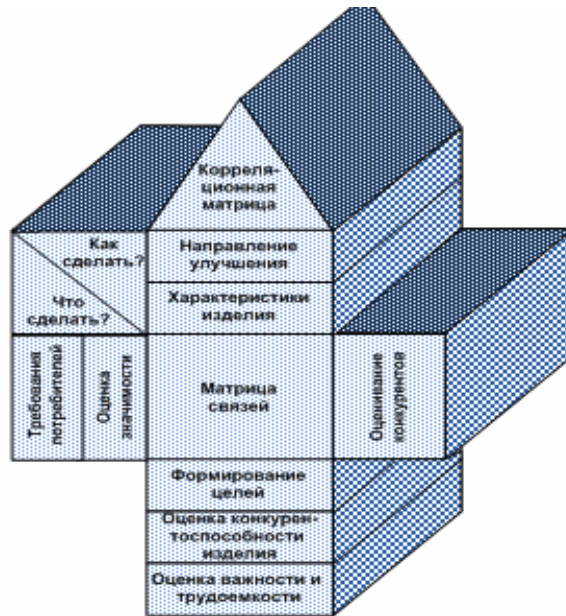 Корреля-
ционная
матрица
Как
сделать?
Что
сделать?
Направление
улучшения
Характеристики
изделия
Требования
потребителей
Оценка
значимости
Матрица
связей
Оценивание
конкурентов
Формирование
целей
Оценка конкурен-
тоспособности
изделия
Оценка важности и
трудоемкости